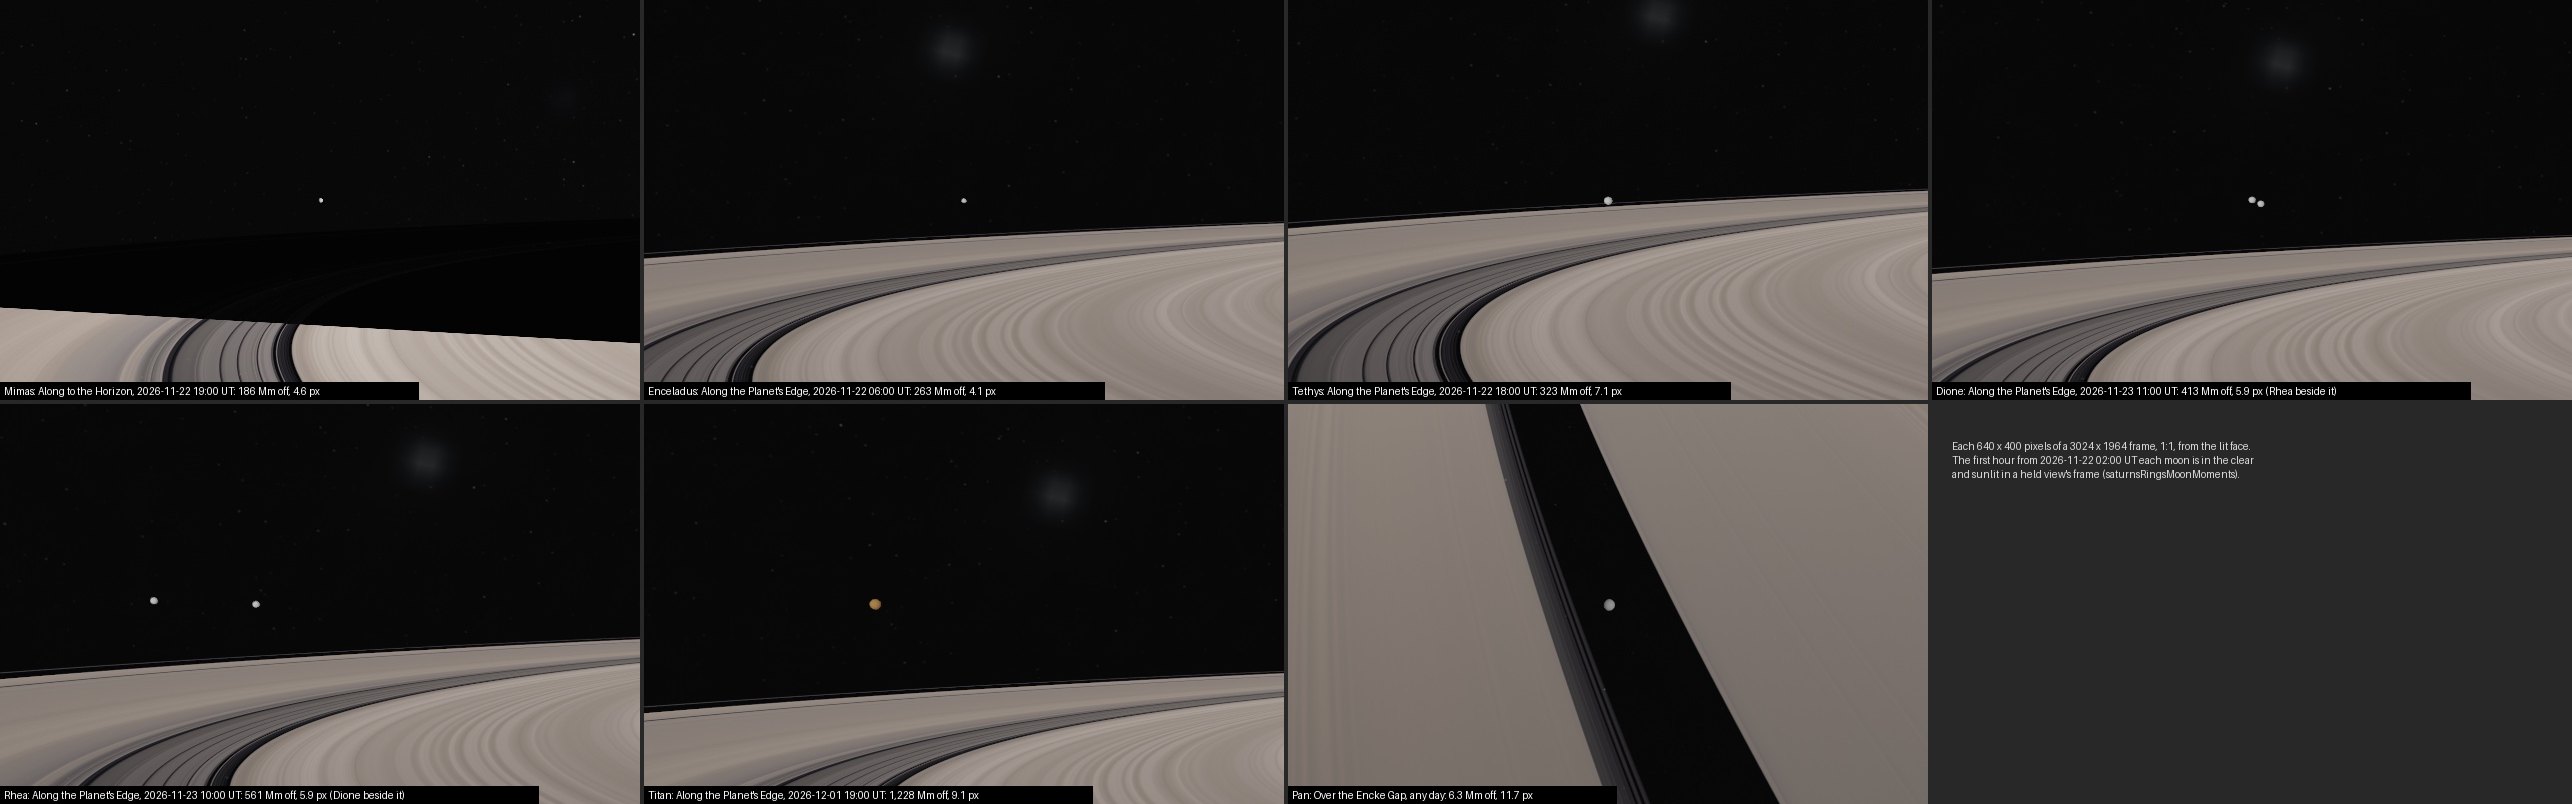 Mimas: Along to the Horizon, 2026-11-22 19:00 UT: 186 Mm off, 4.6 px
Enceladus: Along the Planet's Edge, 2026-11-22 06:00 UT: 263 Mm off, 4.1 px
Tethys: Along the Planet's Edge, 2026-11-22 18:00 UT: 323 Mm off, 7.1 px
Dione: Along the Planet's Edge, 2026-11-23 11:00 UT: 413 Mm off, 5.9 px (Rhea beside it)
Rhea: Along the Planet's Edge, 2026-11-23 10:00 UT: 561 Mm off, 5.9 px (Dione beside it)
Titan: Along the Planet's Edge, 2026-12-01 19:00 UT: 1,228 Mm off, 9.1 px
Pan: Over the Encke Gap, any day: 6.3 Mm off, 11.7 px
Each 640 x 400 pixels of a 3024 x 1964 frame, 1:1, from the lit face.
The first hour from 2026-11-22 02:00 UT each moon is in the clear
and sunlit in a held view's frame (saturnsRingsMoonMoments).